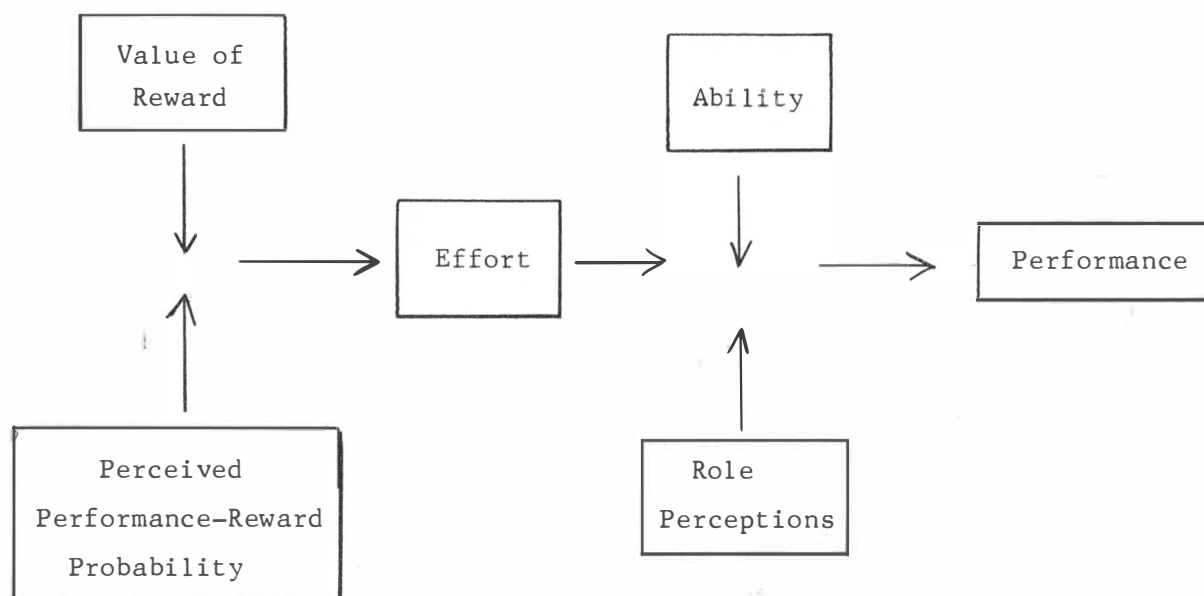 Value of
Reward
Ability
Effort
Performance
Perceived
Performance-Reward
Probability
Role
Perceptions